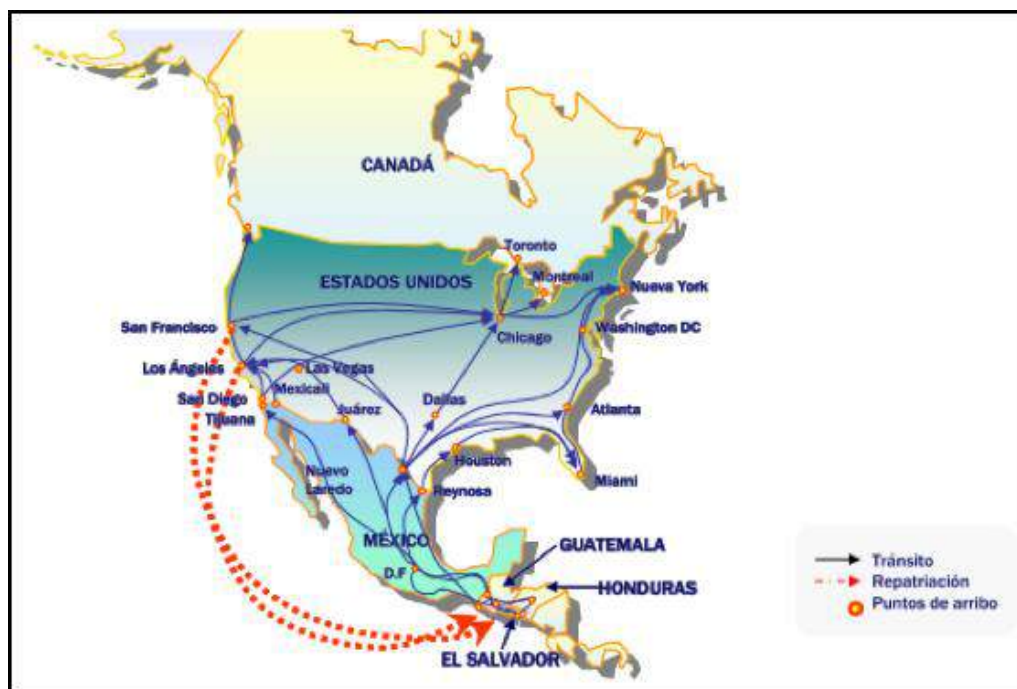 CANADÁ
Toronto
ESTADOS UNIDOS
Montreal
Nueva York
San Francisco
Chicago
Washington DC
Los Ángeles
Las Vegas
San Diego
Mexicali
Tijuana
Juárez
Dallas
Atlanta
Houston
Nuevo
Laredo
Reynosa
Miami
MÉXICO
D.F
GUATEMALA
HONDURAS
EL SALVADOR
Tránsito
Repatriación
Puntos de arribo